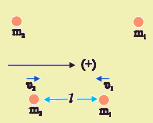 m₂ m₁
(+)
v₂ v₁
m₂ l m₁